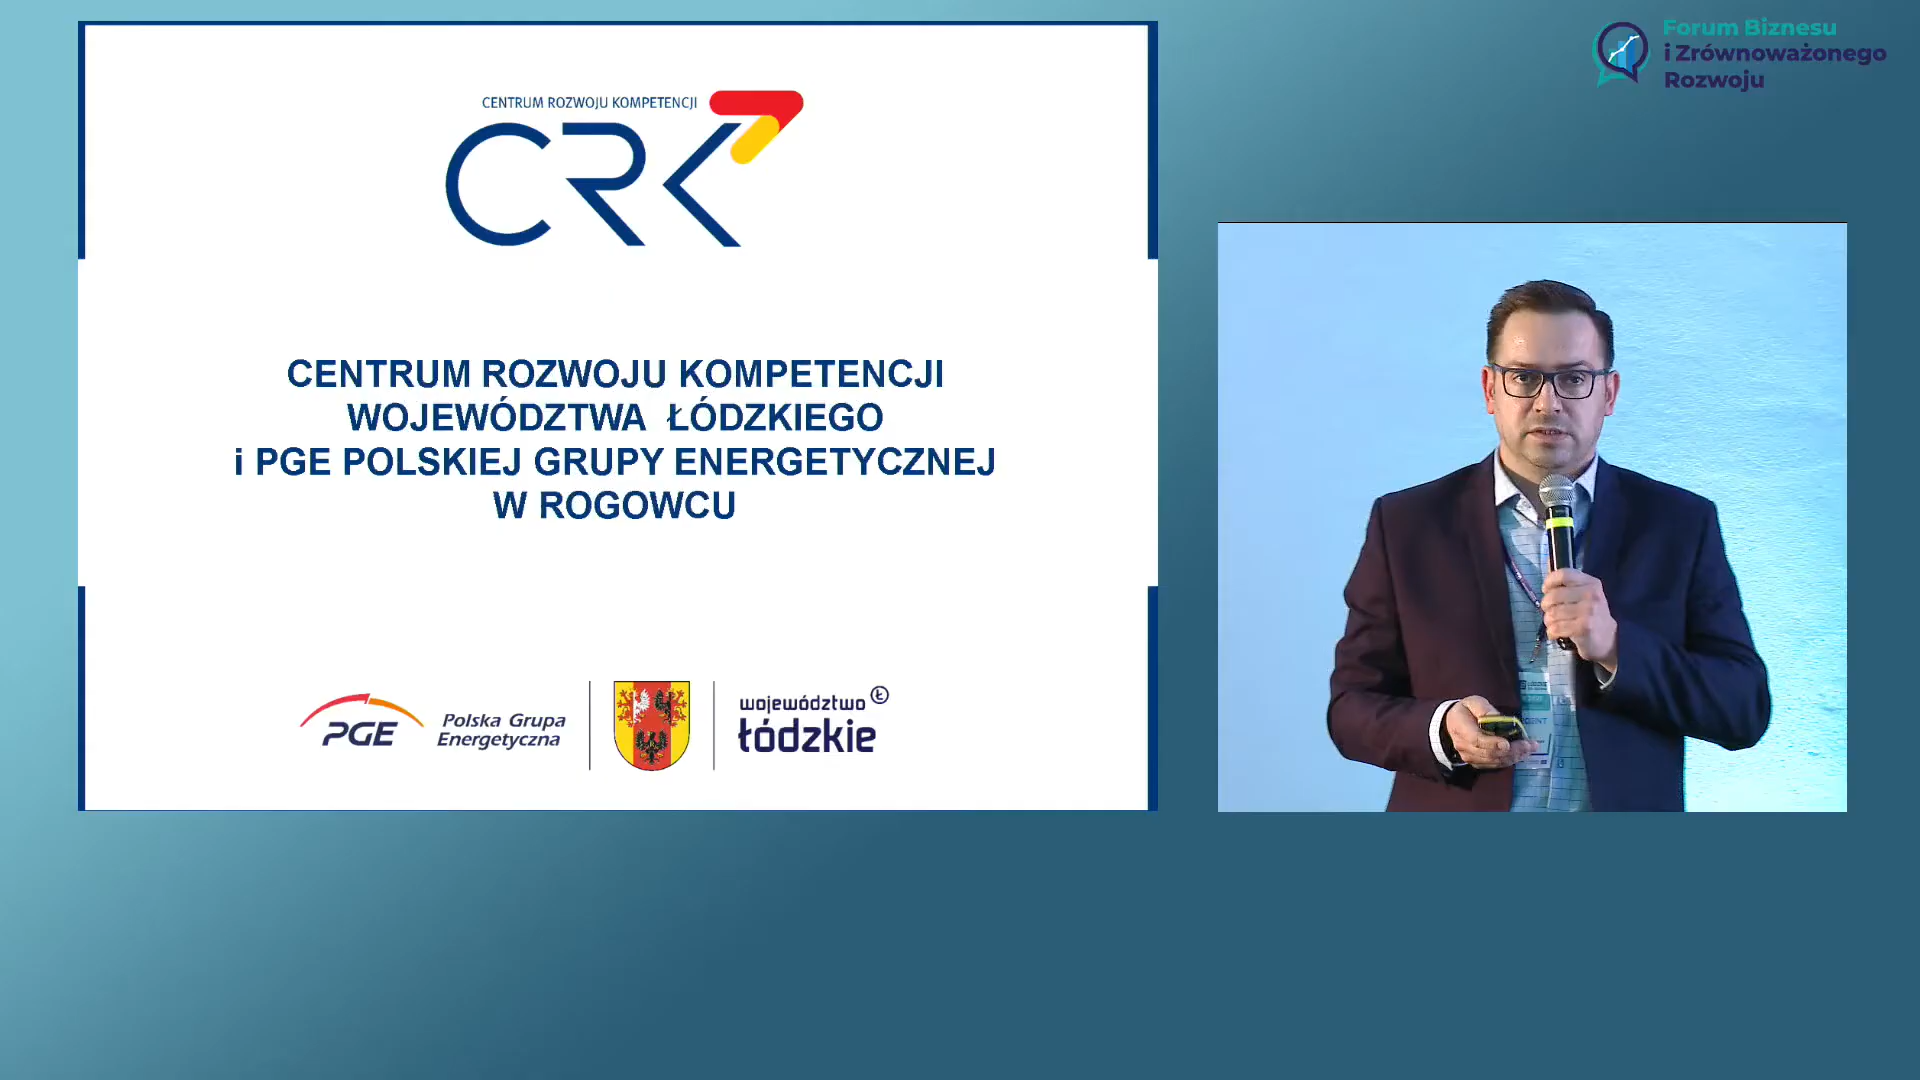 Forum Biznesu
i Zrównoważonego
Rozwoju
CENTRUM ROZWOJU KOMPETENCJI
CRK
CENTRUM ROZWOJU KOMPETENCJI
WOJEWÓDZTWA ŁÓDZKIEGO
i PGE POLSKIEJ GRUPY ENERGETYCZNEJ
W ROGOWCU
PGE
Polska Grupa
Energetyczna
województwo
łódzkie
Ł